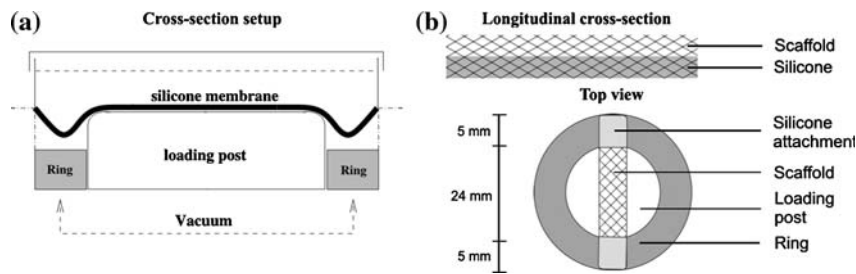 (a)
Cross-section setup
silicone membrane
Ring
loading post
Ring
Vacuum
(b)
Longitudinal cross-section
Scaffold
Silicone
Top view
5 mm
24 mm
5 mm
Silicone
attachment
Scaffold
Loading
post
Ring